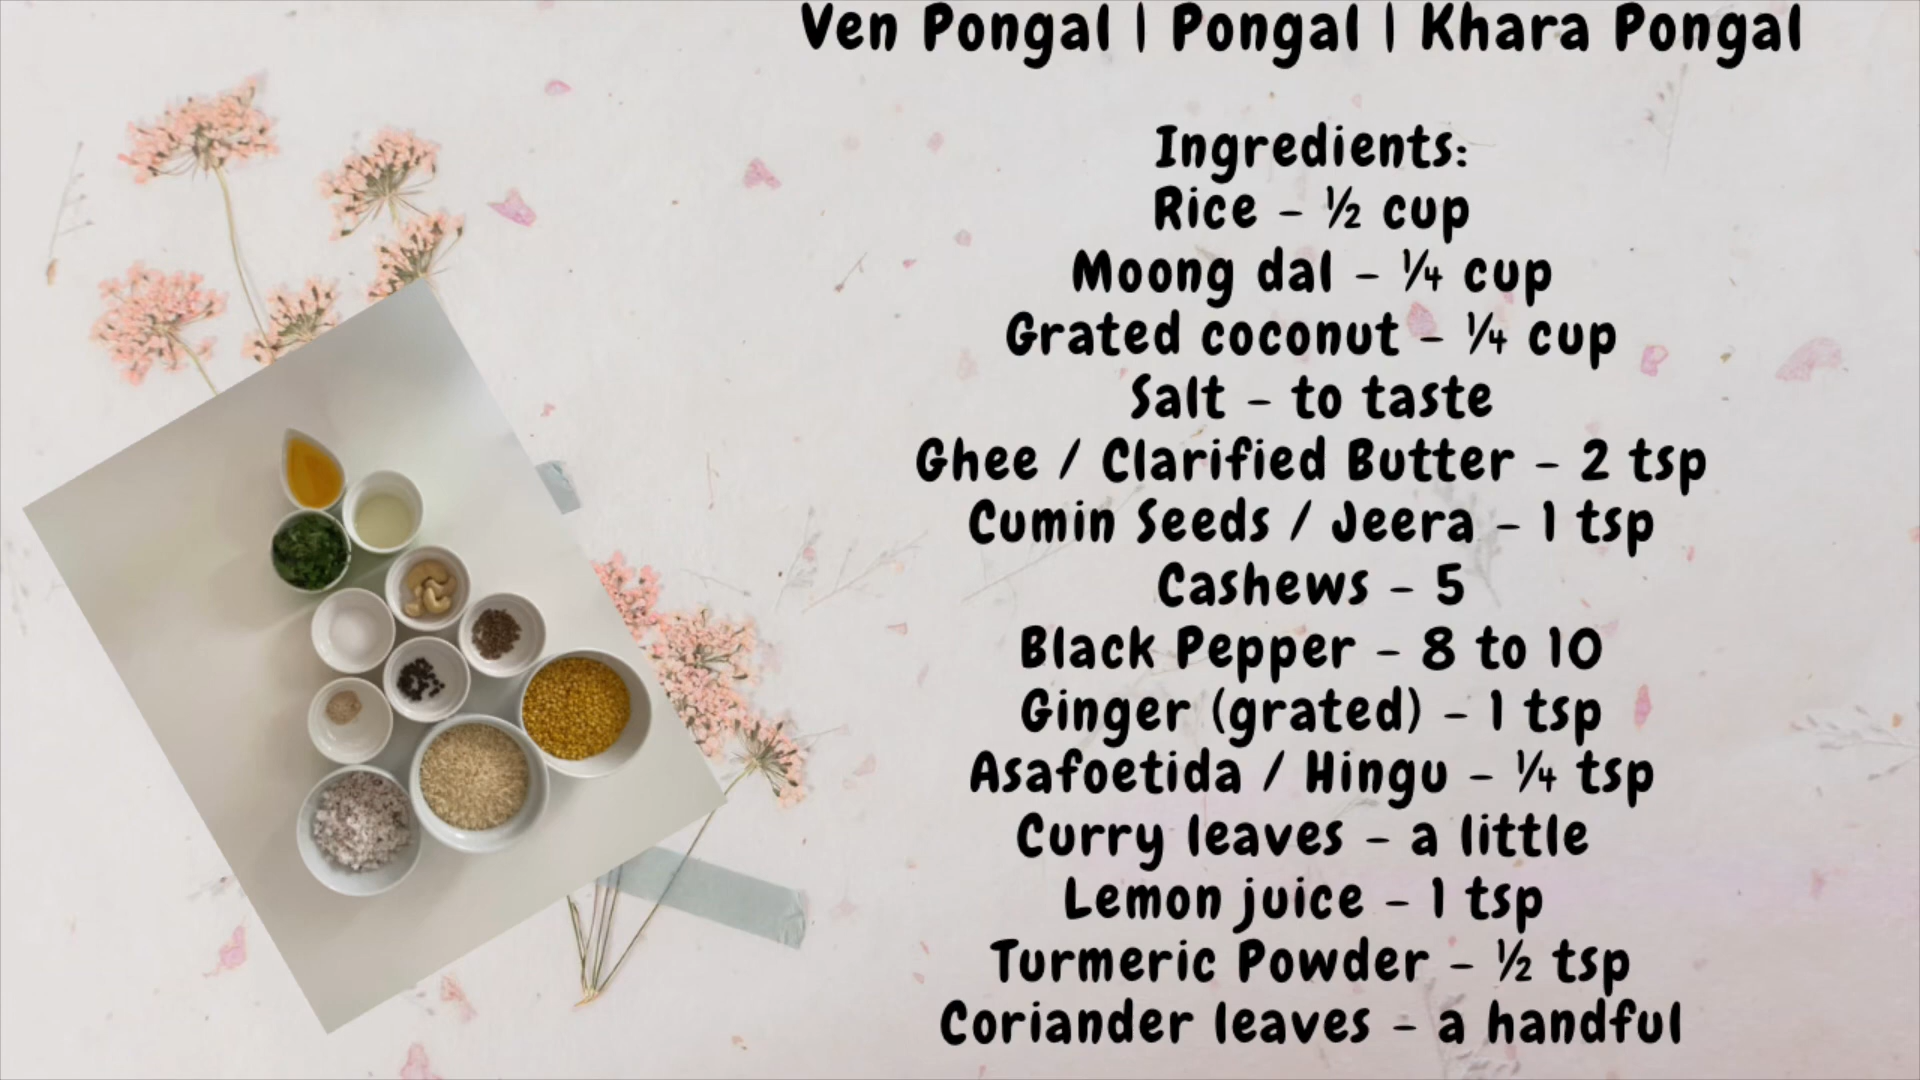 Ven Pongal | Pongal | Khara Pongal
Ingredients:
Rice - ½ cup
Moong dal - ¼ cup
Grated coconut - ¼ cup
Salt - to taste
Ghee / Clarified Butter - 2 tsp
Cumin Seeds / Jeera - 1 tsp
Cashews - 5
Black Pepper - 8 to 10
Ginger (grated) - 1 tsp
Asafoetida / Hingu - ¼ tsp
Curry leaves - a little
Lemon juice - 1 tsp
Turmeric Powder - ½ tsp
Coriander leaves - a handful